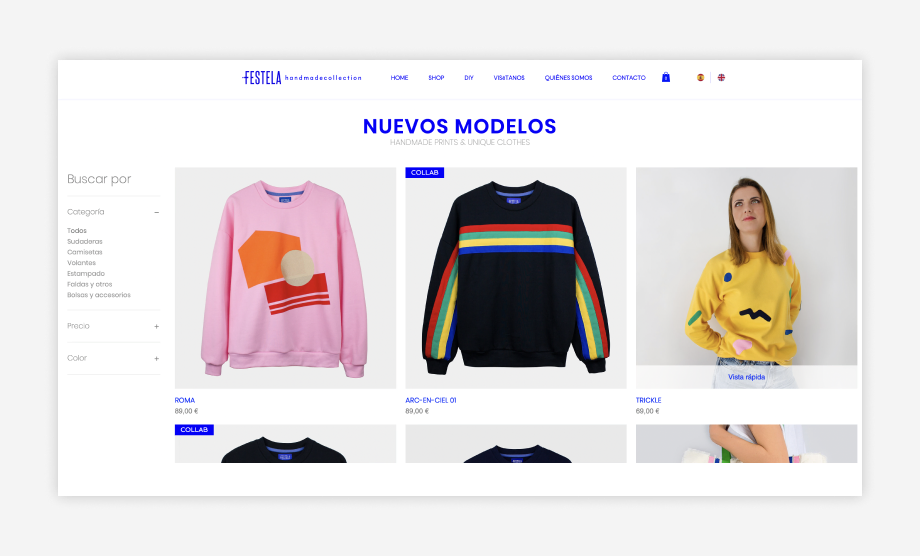 FESTELA handmadecollection
HOME SHOP DIY VISíTANOS QUIÉNES SOMOS CONTACTO
NUEVOS MODELOS
HANDMADE PRINTS & UNIQUE CLOTHES
Buscar por
Categoría –
Todos
Sudaderas
Camisetas
Volantes
Estampado
Faldas y otros
Bolsos y accesorios
Precio +
Color +
COLLAB
Vista rápida
ROMA
89,00 €
ARC-EN-CIEL 01
89,00 €
TRICKLE
69,00 €
COLLAB